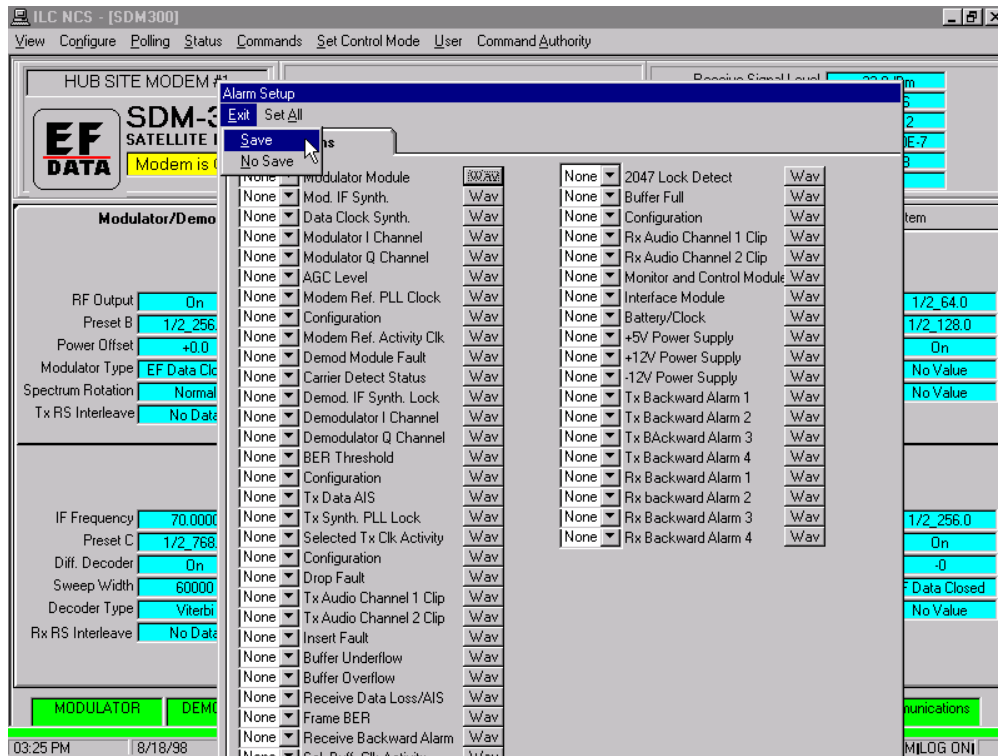 ILC NCS - [SDM300]
View Configure Polling Status Commands Set Control Mode User Command Authority
HUB SITE MODEM #1
EF DATA
SDM-3
SATELLITE
Modem is
Receive Signal Level
Alarm Setup
Exit Set All
Save
No Save
None Modulator Module Wav
None Mod. IF Synth. Wav
None Data Clock Synth. Wav
None Modulator I Channel Wav
None Modulator Q Channel Wav
None AGC Level Wav
None Modem Ref. PLL Clock Wav
None Configuration Wav
None Modem Ref. Activity Clk Wav
None Demod Module Fault Wav
None Carrier Detect Status Wav
None Demod. IF Synth. Lock Wav
None Demodulator I Channel Wav
None Demodulator Q Channel Wav
None BER Threshold Wav
None Configuration Wav
None Tx Data AIS Wav
None Tx Synth. PLL Lock Wav
None Selected Tx Clk Activity Wav
None Configuration Wav
None Drop Fault Wav
None Tx Audio Channel 1 Clip Wav
None Tx Audio Channel 2 Clip Wav
None Insert Fault Wav
None Buffer Underflow Wav
None Buffer Overflow Wav
None Receive Data Loss/AIS Wav
None Frame BER Wav
None Receive Backward Alarm Wav
None Sel. Buff. Clk Activity Wav
None 2047 Lock Detect Wav
None Buffer Full Wav
None Configuration Wav
None Rx Audio Channel 1 Clip Wav
None Rx Audio Channel 2 Clip Wav
None Monitor and Control Module Wav
None Interface Module Wav
None Battery/Clock Wav
None +5V Power Supply Wav
None +12V Power Supply Wav
None -12V Power Supply Wav
None Tx Backward Alarm 1 Wav
None Tx Backward Alarm 2 Wav
None Tx BAckward Alarm 3 Wav
None Tx Backward Alarm 4 Wav
None Rx Backward Alarm 1 Wav
None Rx backward Alarm 2 Wav
None Rx Backward Alarm 3 Wav
None Rx Backward Alarm 4 Wav
Modulator/Demo
RF Output On
Preset B 1/2_256.
Power Offset +0.0
Modulator Type EF Data Clo
Spectrum Rotation Normal
Tx RS Interleave No Data
IF Frequency 70.0000
Preset C 1/2_768.
Diff. Decoder On
Sweep Width 60000
Decoder Type Viterbi
Rx RS Interleave No Data
tem
1/2_64.0
1/2_128.0
On
No Value
No Value
1/2_256.0
On
-0
F Data Closed
No Value
MODULATOR DEMO
munications
03:25 PM 8/18/98
LOG ON